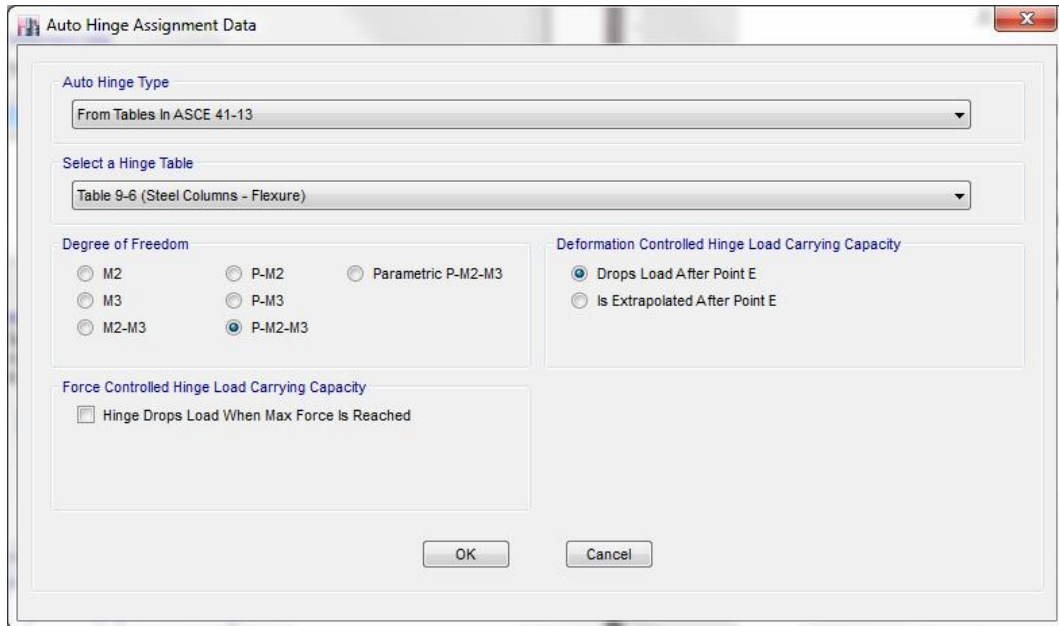 Auto Hinge Assignment Data
Auto Hinge Type
From Tables In ASCE 41-13
Select a Hinge Table
Table 9-6 (Steel Columns - Flexure)
Degree of Freedom
M2 P-M2 Parametric P-M2-M3
M3 P-M3
M2-M3 P-M2-M3
Deformation Controlled Hinge Load Carrying Capacity
Drops Load After Point E
Is Extrapolated After Point E
Force Controlled Hinge Load Carrying Capacity
Hinge Drops Load When Max Force Is Reached
OK Cancel